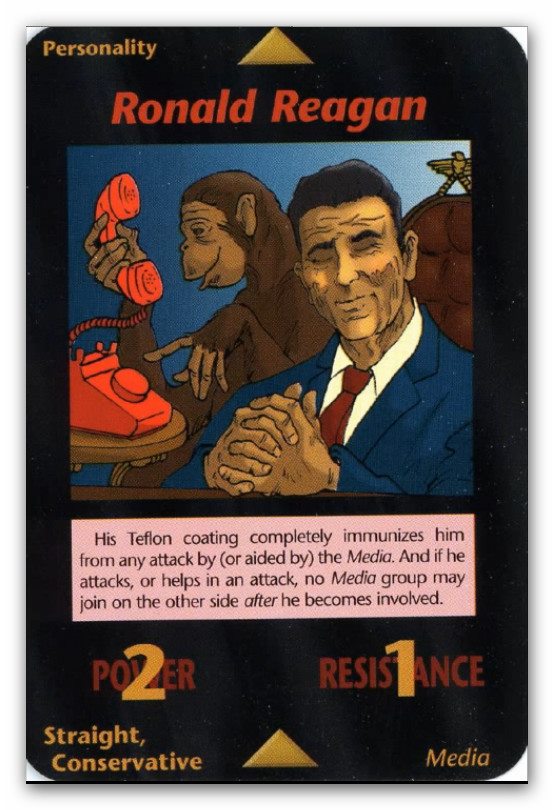 Personality
Ronald Reagan
His Teflon coating completely immunizes him
from any attack by (or aided by) the Media. And if he
attacks, or helps in an attack, no Media group may
join on the other side after he becomes involved.
POWER 2
RESISTANCE 1
Straight,
Conservative
Media